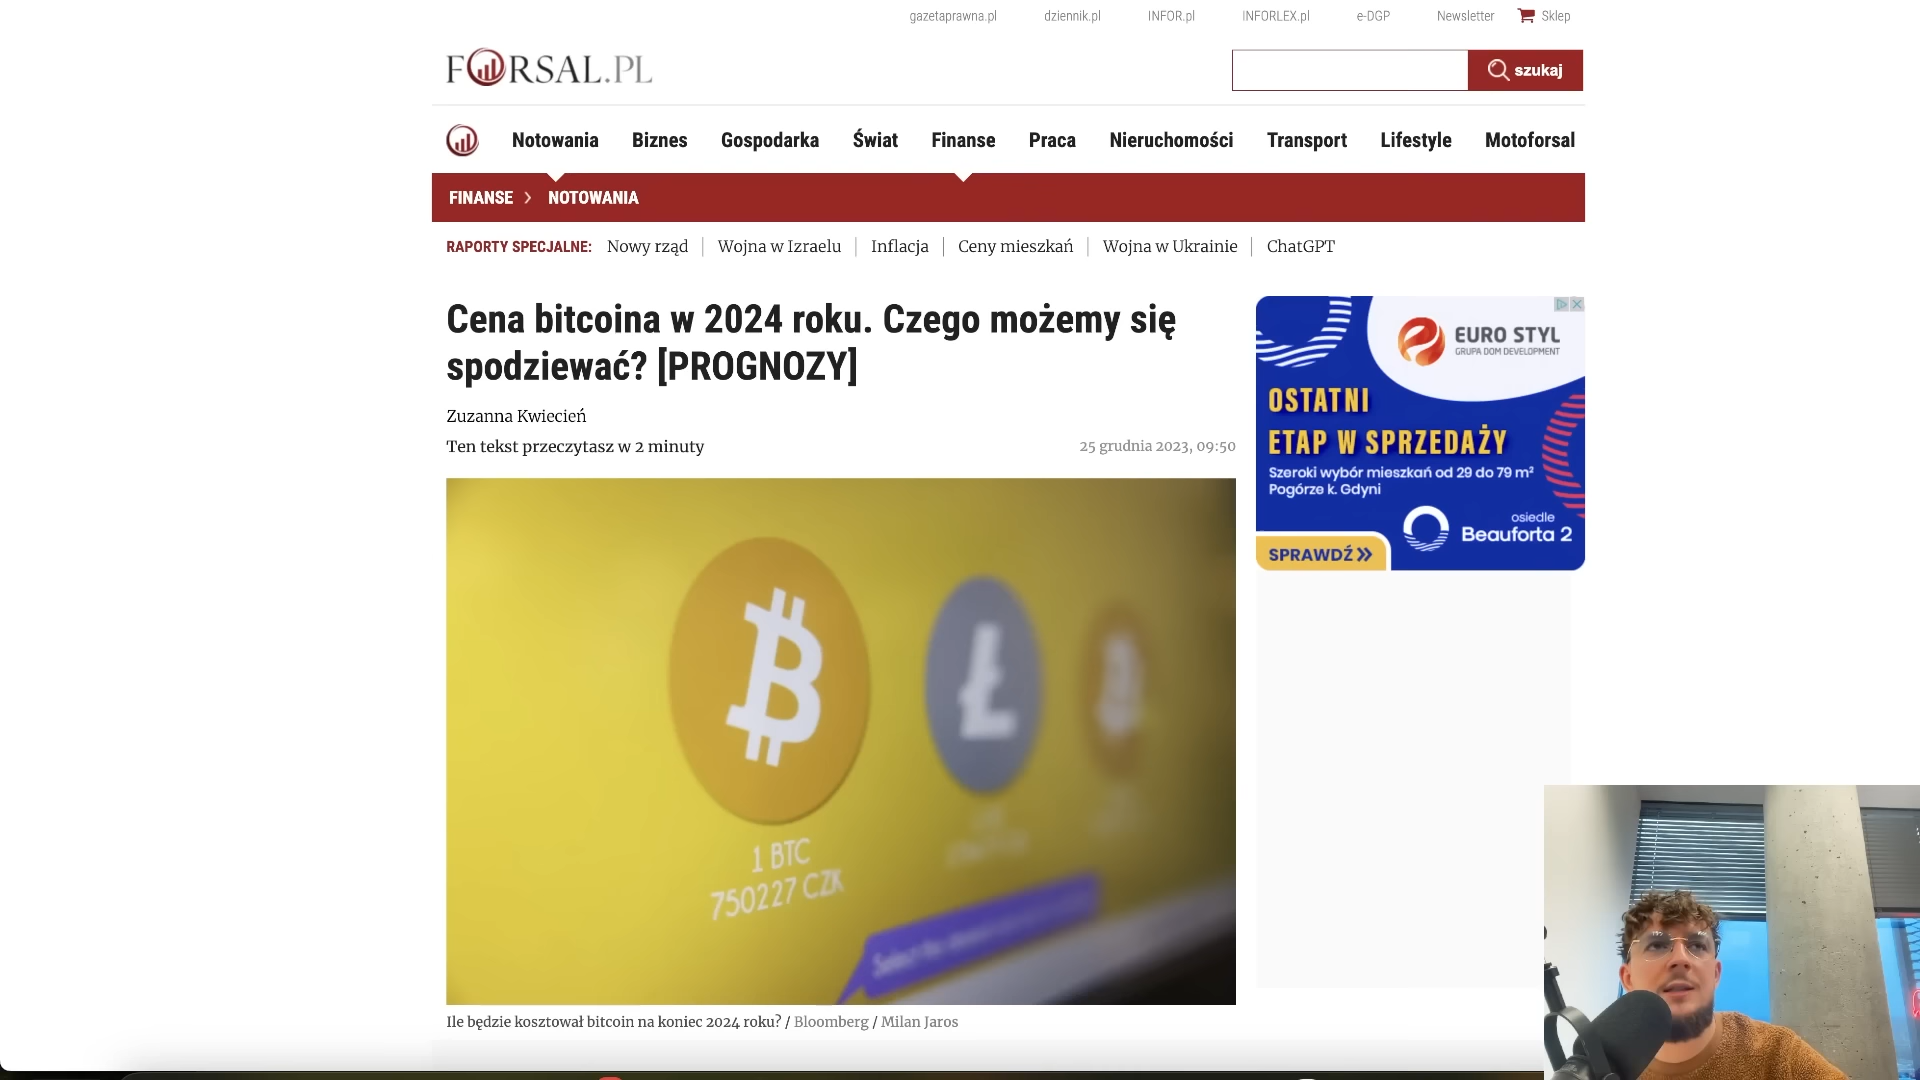 gazetaprawna.pl dziennik.pl INFOR.pl INFORLEX.pl e-DGP Newsletter Sklep
FORSAL.PL
szukaj
Notowania Biznes Gospodarka Świat Finanse Praca Nieruchomości Transport Lifestyle Motoforsal
FINANSE > NOTOWANIA
RAPORTY SPECJALNE: Nowy rząd | Wojna w Izraelu | Inflacja | Ceny mieszkań | Wojna w Ukrainie | ChatGPT
Cena bitcoina w 2024 roku. Czego możemy się
spodziewać? [PROGNOZY]
Zuzanna Kwiecień
Ten tekst przeczytasz w 2 minuty
25 grudnia 2023, 09:50
1 BTC
750227 CZK
Ile będzie kosztował bitcoin na koniec 2024 roku? / Bloomberg / Milan Jaros
EURO STYL
GRUPA DOM DEVELOPMENT
OSTATNI
ETAP W SPRZEDAŻY
Szeroki wybór mieszkań od 29 do 79 m²
Pogórze k. Gdyni
osiedle
Beauforta 2
SPRAWDŹ